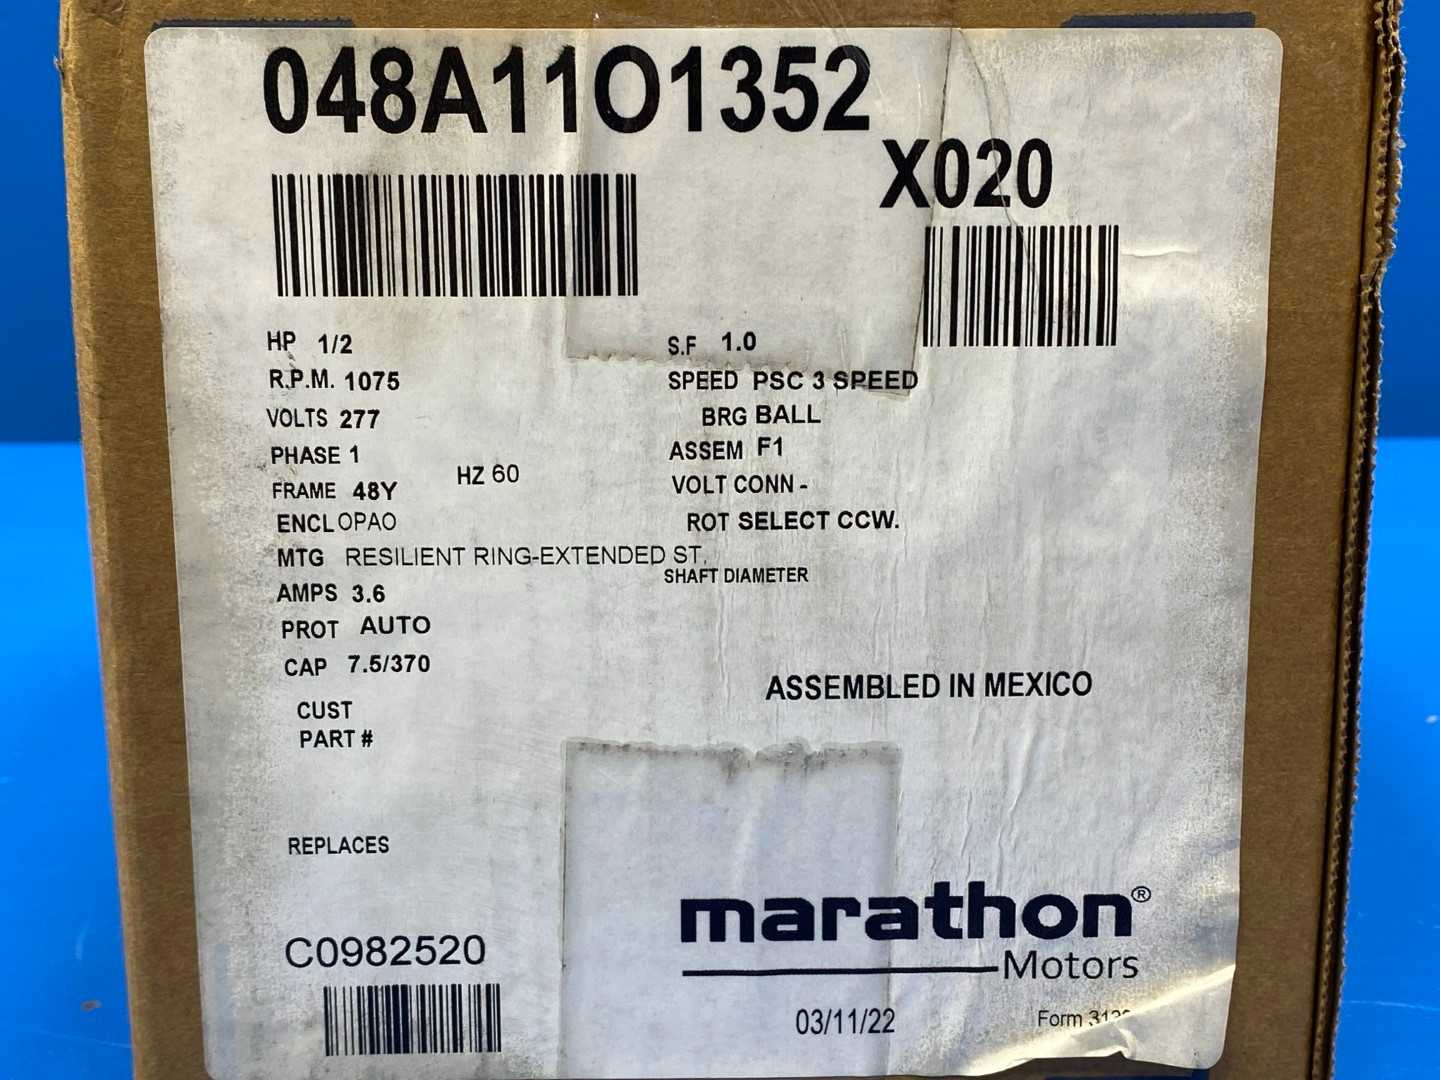 048A11O1352
X020
HP 1/2
R.P.M. 1075
VOLTS 277
PHASE 1
HZ 60
FRAME 48Y
ENCL OPAO
MTG RESILIENT RING-EXTENDED ST.
AMPS 3.6
PROT AUTO
CAP 7.5/370
CUST
PART #
S.F 1.0
SPEED PSC 3 SPEED
BRG BALL
ASSEM F1
VOLT CONN -
ROT SELECT CCW.
SHAFT DIAMETER
ASSEMBLED IN MEXICO
REPLACES
C0982520
marathon®
Motors
03/11/22
Form